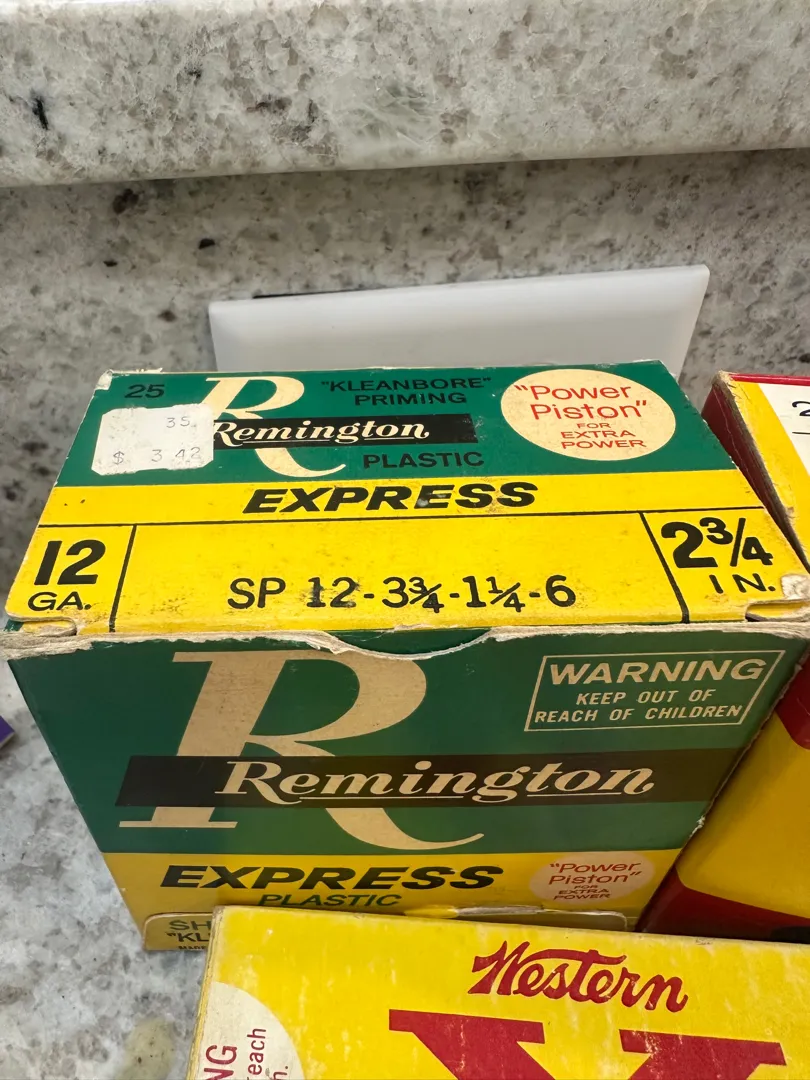 25
"KLEANBORE"
PRIMING
R
Remington
PLASTIC
35
$ 3 42
"Power
Piston"
FOR
EXTRA
POWER
EXPRESS
12
GA.
SP 12-3¾-1¼-6
2¾
IN.
R
Remington
WARNING
KEEP OUT OF
REACH OF CHILDREN
EXPRESS
PLASTIC
"Power
Piston"
FOR
EXTRA
POWER
Western